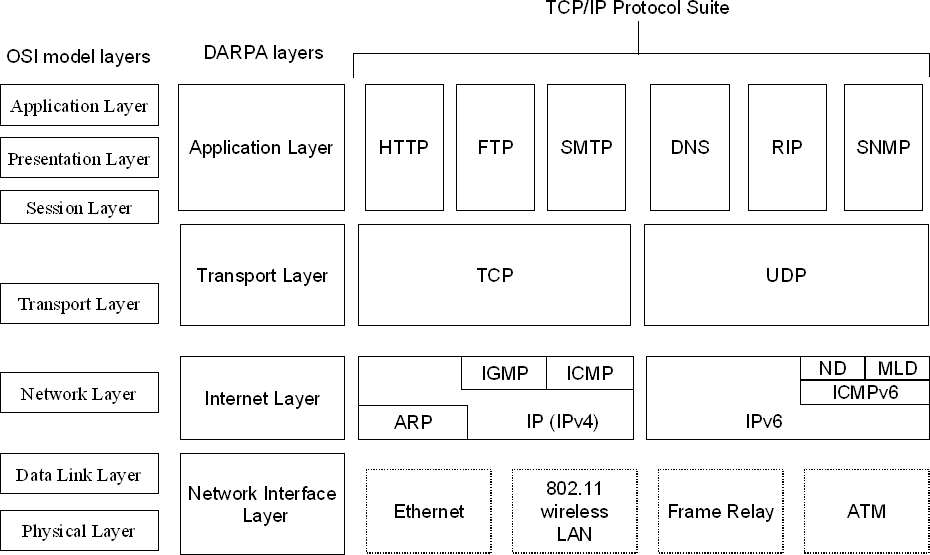 TCP/IP Protocol Suite
OSI model layers
DARPA layers
Application Layer
Presentation Layer
Session Layer
Application Layer
HTTP
FTP
SMTP
DNS
RIP
SNMP
Transport Layer
Transport Layer
TCP
UDP
Network Layer
Internet Layer
IGMP
ICMP
ARP
IP (IPv4)
ND
MLD
ICMPv6
IPv6
Data Link Layer
Physical Layer
Network Interface
Layer
Ethernet
802.11
wireless
LAN
Frame Relay
ATM